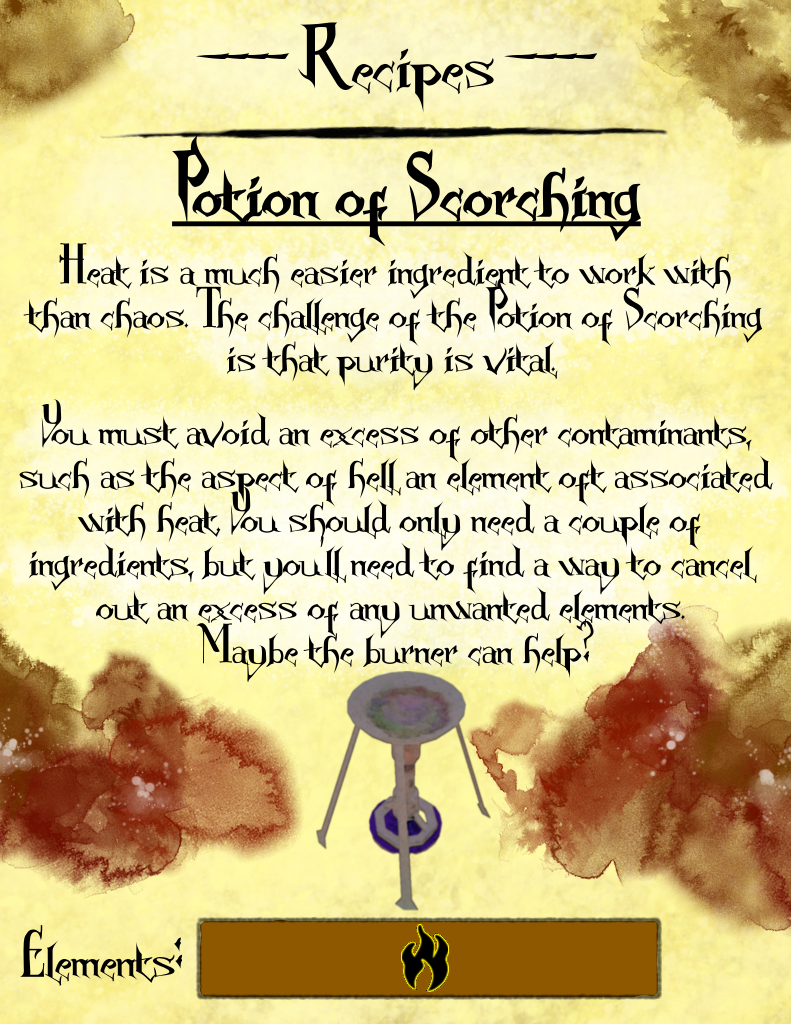 Recipes
Potion of Scorching
Heat is a much easier ingredient to work with
than chaos. The challenge of the Potion of Scorching
is that purity is vital.
You must avoid an excess of other contaminants,
such as the aspect of hell, an element oft associated
with heat. You should only need a couple of
ingredients, but you'll need to find a way to cancel
out an excess of any unwanted elements.
Maybe the burner can help?
Elements: